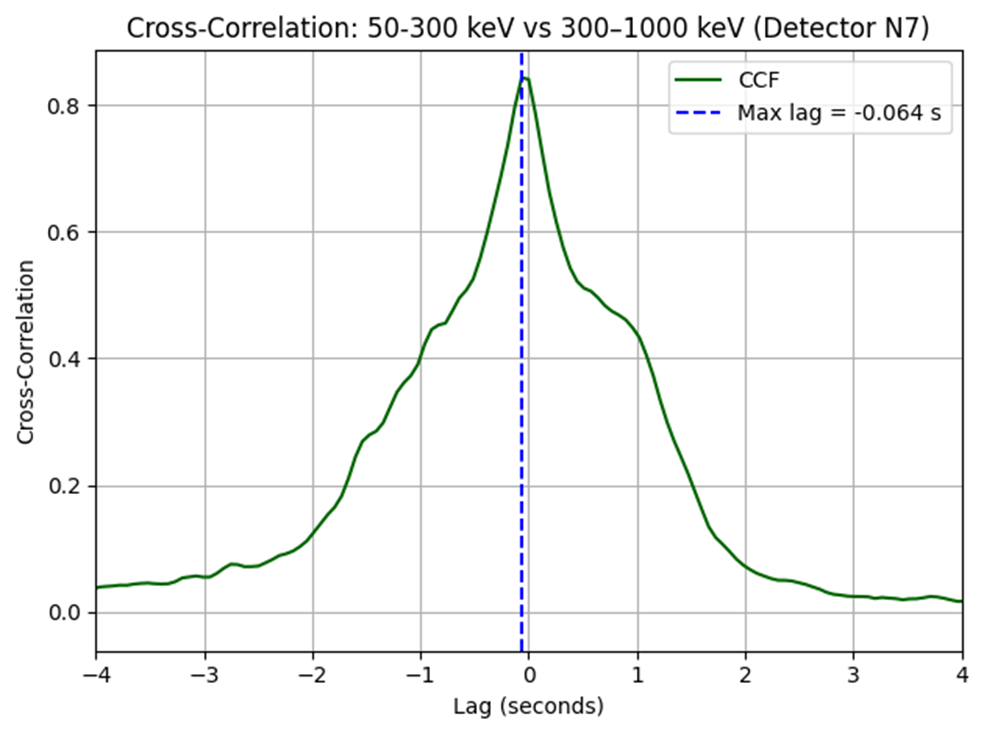 Cross-Correlation: 50-300 keV vs 300–1000 keV (Detector N7)
CCF
Max lag = -0.064 s
Cross-Correlation
0.8
0.6
0.4
0.2
0.0
−4 −3 −2 −1 0 1 2 3 4
Lag (seconds)